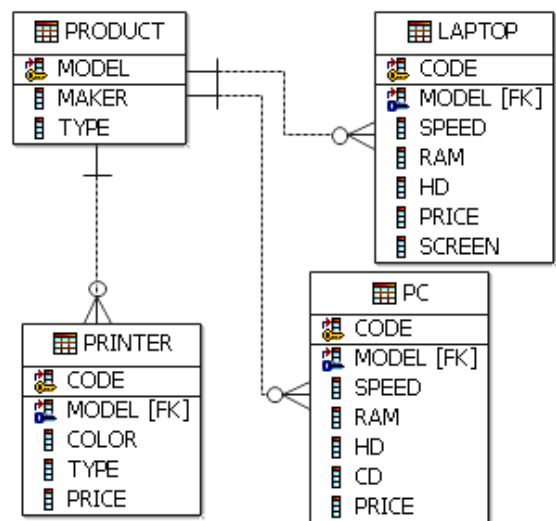 PRODUCT
MODEL
MAKER
TYPE
LAPTOP
CODE
MODEL [FK]
SPEED
RAM
HD
PRICE
SCREEN
PRINTER
CODE
MODEL [FK]
COLOR
TYPE
PRICE
PC
CODE
MODEL [FK]
SPEED
RAM
HD
CD
PRICE